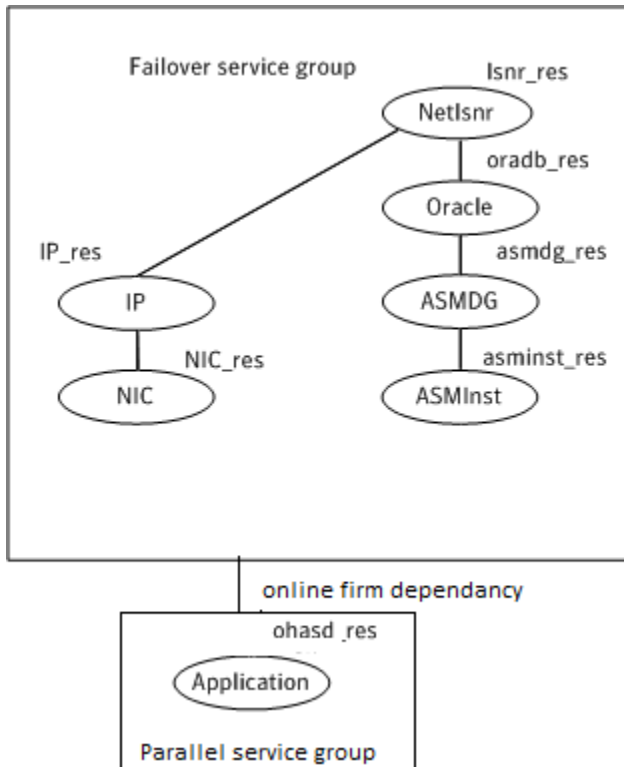 Failover service group
lsnr_res
Netlsnr
oradb_res
Oracle
asmdg_res
IP_res
IP
ASMDG
NIC_res
asminst_res
NIC
ASMInst
online firm dependancy
ohasd_res
Application
Parallel service group